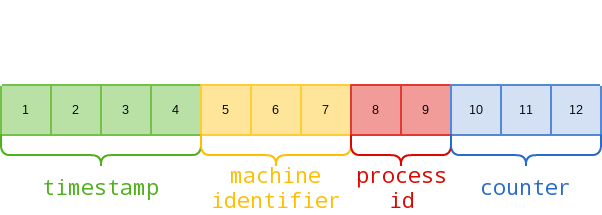 1 2 3 4 5 6 7 8 9 10 11 12
timestamp
machine
identifier
process
id
counter